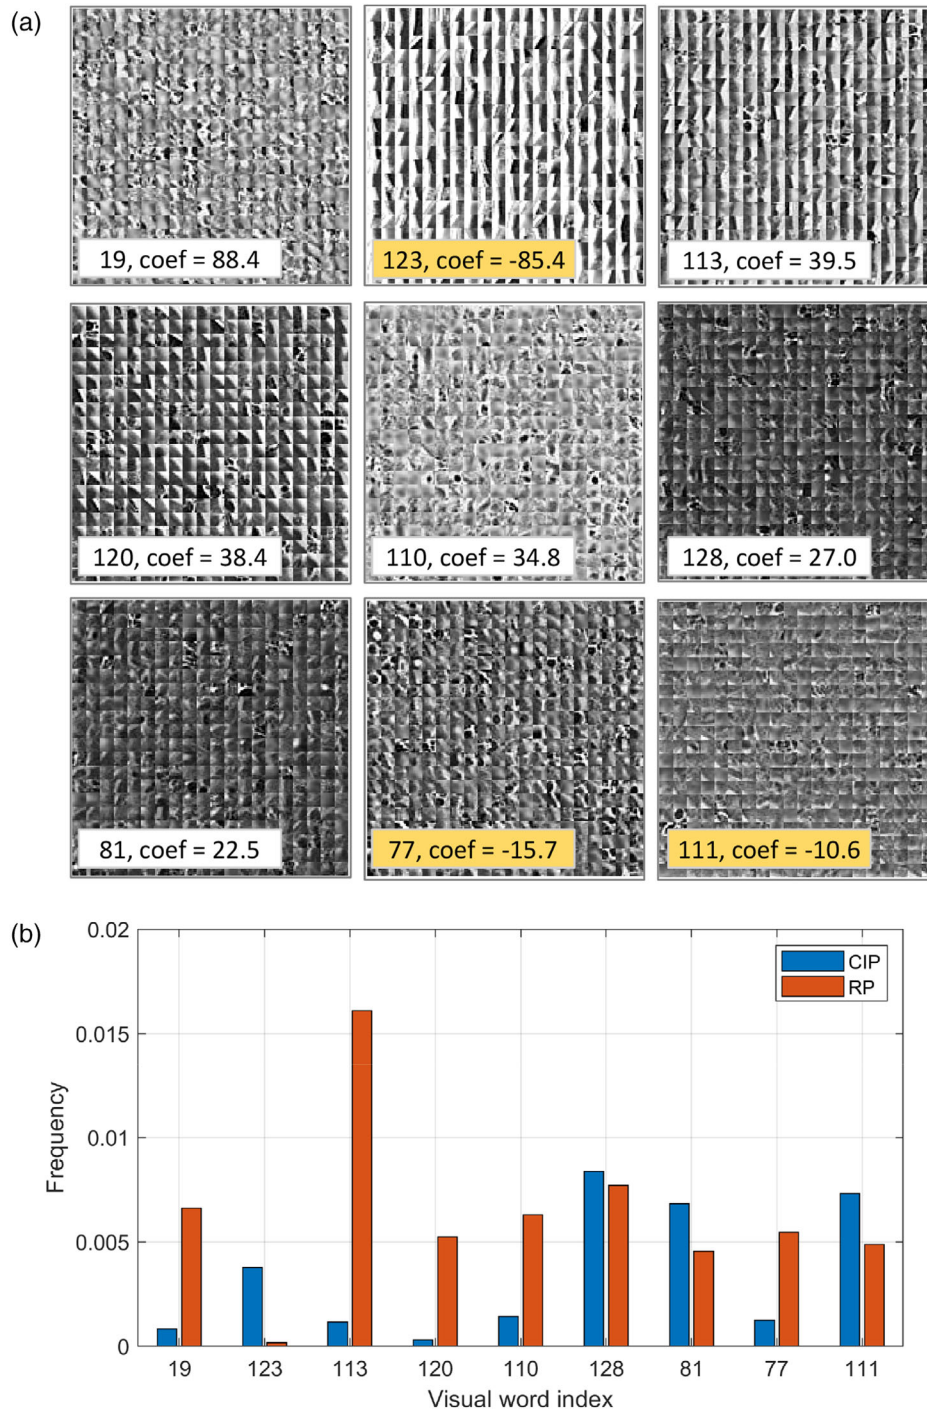 (a)
19, coef = 88.4
123, coef = -85.4
113, coef = 39.5
120, coef = 38.4
110, coef = 34.8
128, coef = 27.0
81, coef = 22.5
77, coef = -15.7
111, coef = -10.6
(b)
0.02
0.015
0.01
0.005
0
Frequency
CIP
RP
19 123 113 120 110 128 81 77 111
Visual word index